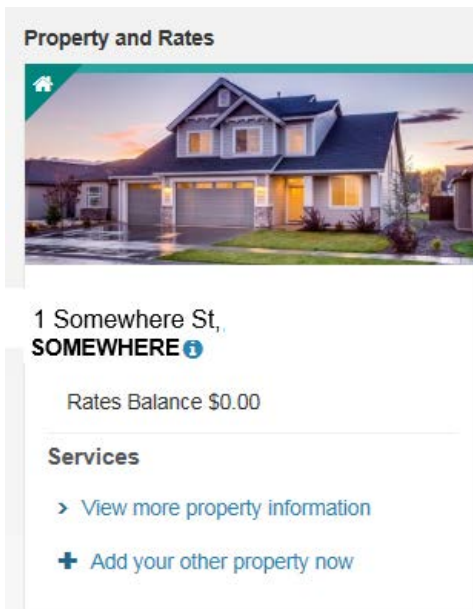 Property and Rates
1 Somewhere St,
SOMEWHERE
Rates Balance $0.00
Services
View more property information
Add your other property now